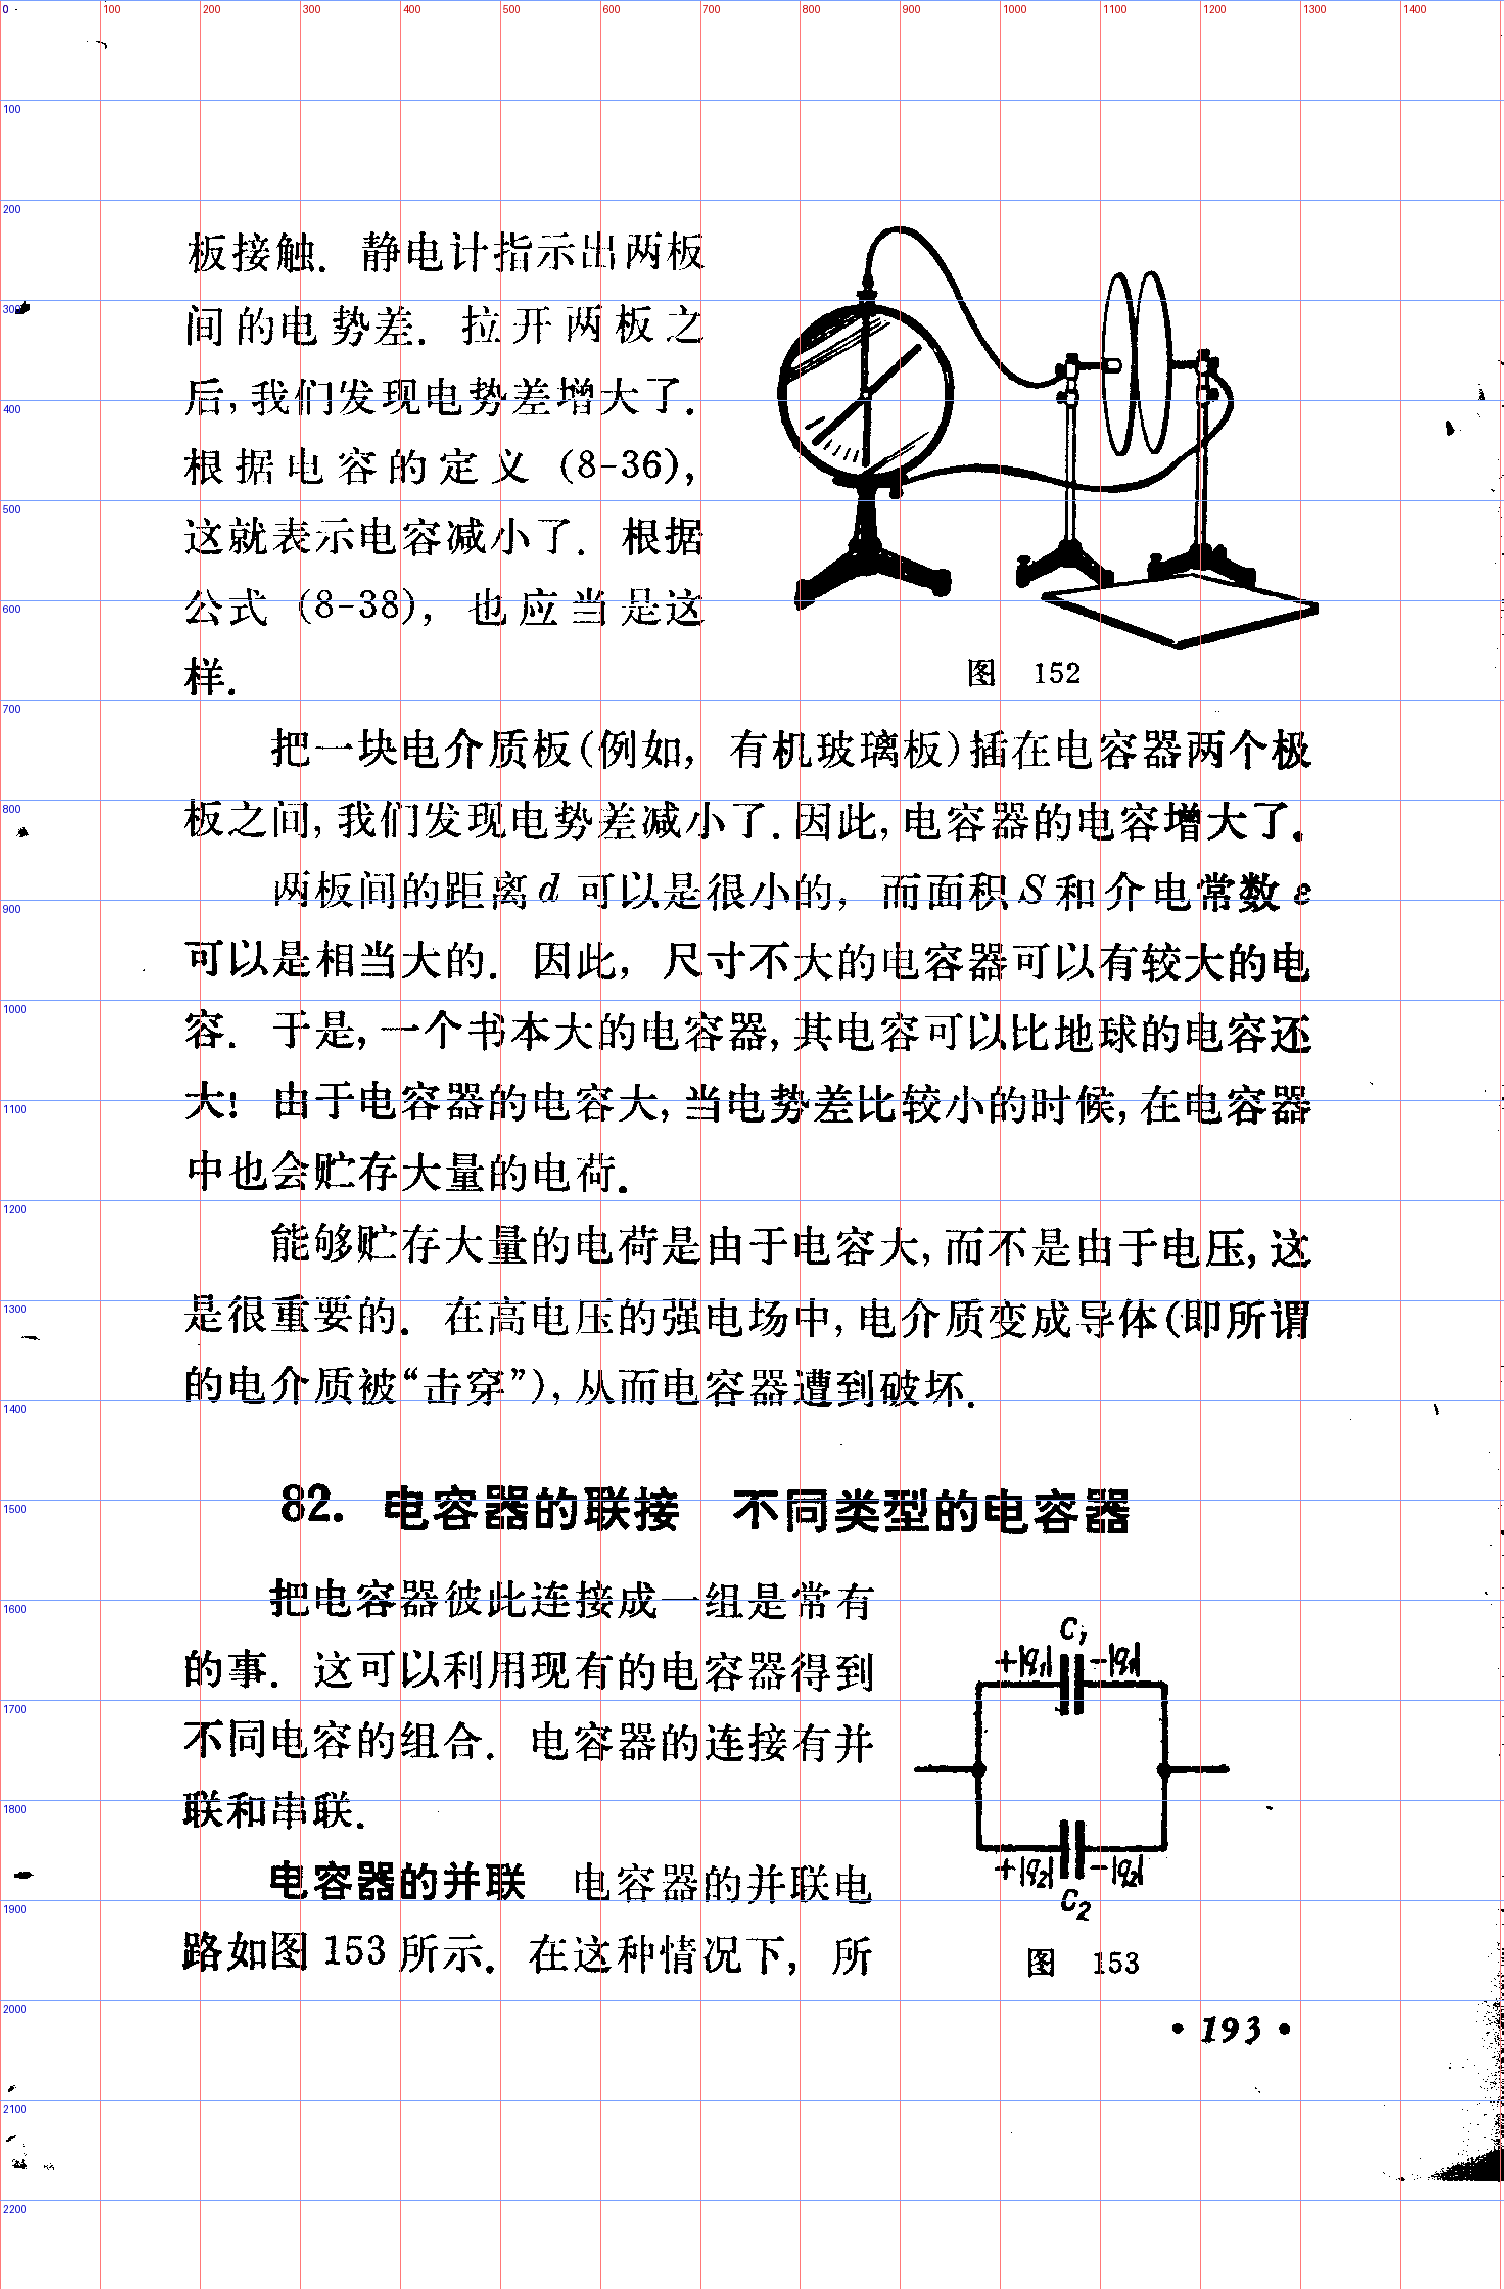 板接触. 静电计指示出两板
间的电势差. 拉开两板之
后, 我们发现电势差增大了.
根据电容的定义 (8-36),
这就表示电容减小了. 根据
公式 (8-38), 也应当是这
样.
图 152
把一块电介质板(例如, 有机玻璃板)插在电容器两个极
板之间, 我们发现电势差减小了. 因此, 电容器的电容增大了.
两板间的距离 d 可以是很小的, 而面积 S 和介电常数 e
可以是相当大的. 因此, 尺寸不大的电容器可以有较大的电
容. 于是, 一个书本大的电容器, 其电容可以比地球的电容还
大! 由于电容器的电容大, 当电势差比较小的时候, 在电容器
中也会贮存大量的电荷.
能够贮存大量的电荷是由于电容大, 而不是由于电压, 这
是很重要的. 在高电压的强电场中, 电介质变成导体(即所谓
的电介质被“击穿”), 从而电容器遭到破坏.
82. 电容器的联接 不同类型的电容器
把电容器彼此连接成一组是常有
的事. 这可以利用现有的电容器得到
不同电容的组合. 电容器的连接有并
联和串联.
电容器的并联 电容器的并联电
路如图 153 所示. 在这种情况下, 所
C1
+|q1| -|q1|
+|q2| -|q2|
C2
图 153
• 193 •